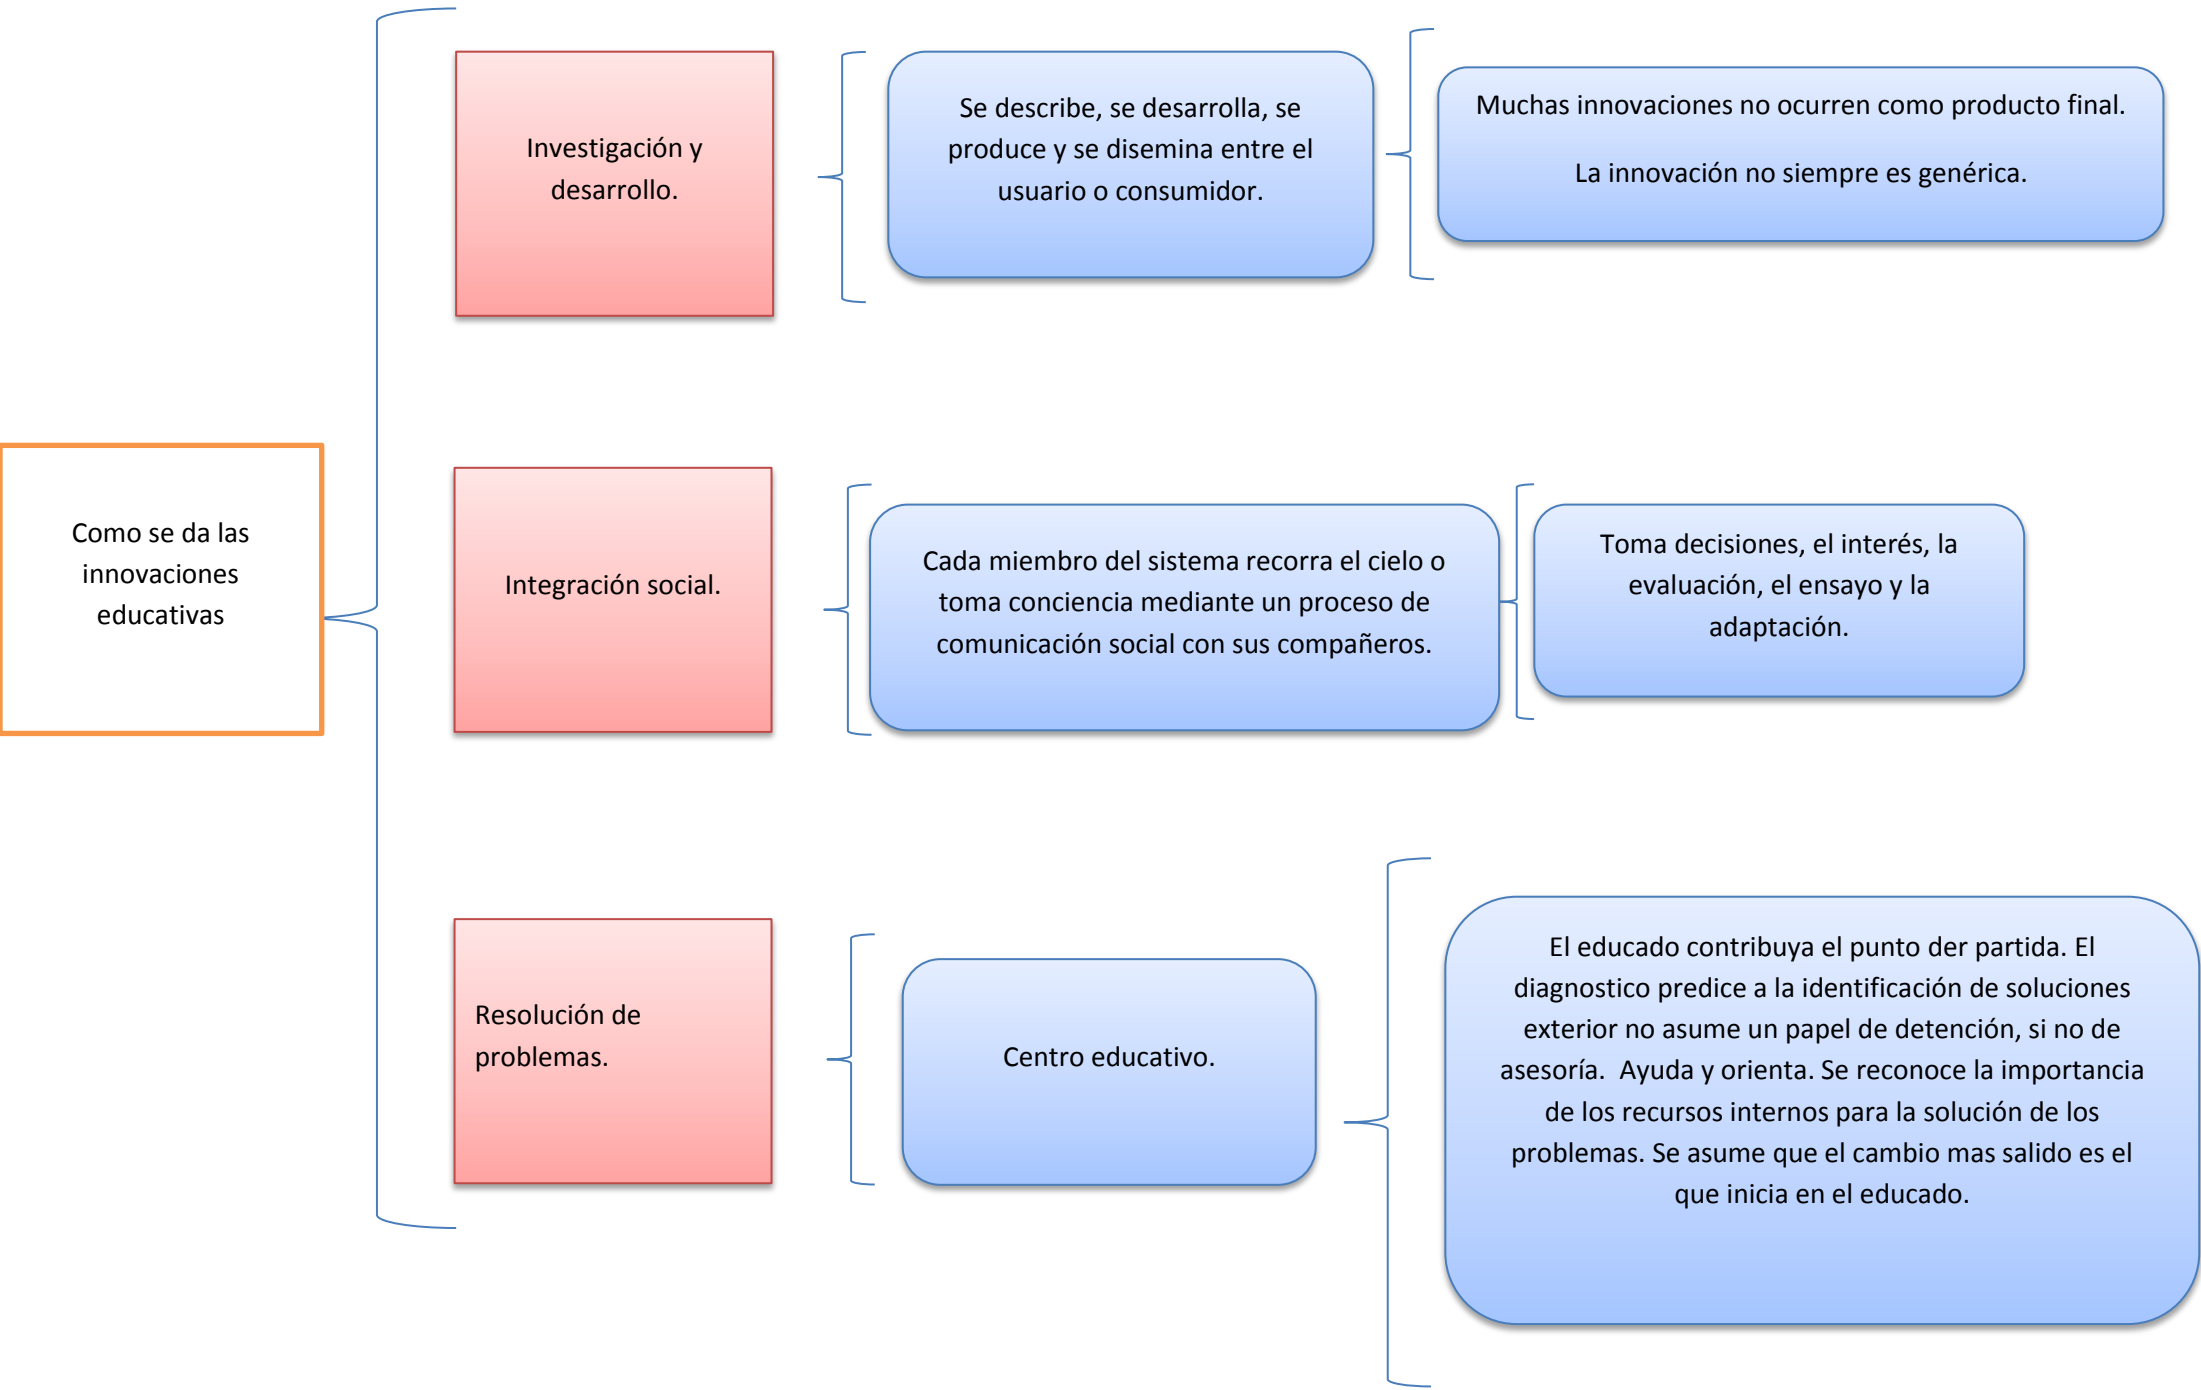 Como se da las
innovaciones
educativas
Investigación y
desarrollo.
Se describe, se desarrolla, se
produce y se disemina entre el
usuario o consumidor.
Muchas innovaciones no ocurren como producto final.
La innovación no siempre es genérica.
Integración social.
Cada miembro del sistema recorra el cielo o
toma conciencia mediante un proceso de
comunicación social con sus compañeros.
Toma decisiones, el interés, la
evaluación, el ensayo y la
adaptación.
Resolución de
problemas.
Centro educativo.
El educado contribuya el punto der partida. El
diagnostico predice a la identificación de soluciones
exterior no asume un papel de detención, si no de
asesoría.  Ayuda y orienta. Se reconoce la importancia
de los recursos internos para la solución de los
problemas. Se asume que el cambio mas salido es el
que inicia en el educado.